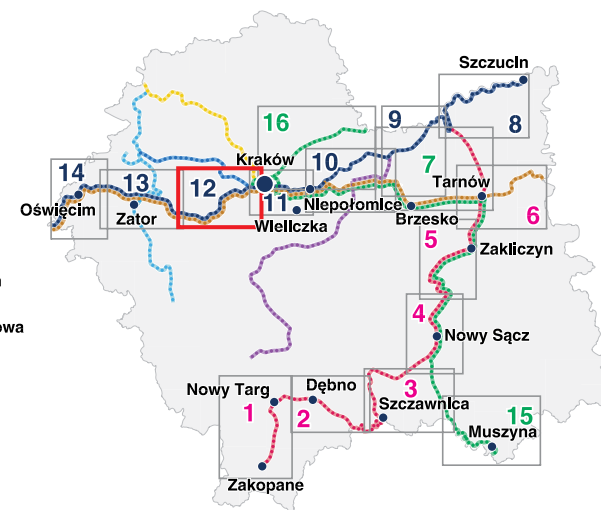 Szczucin
9
16
8
Kraków
10
7
14
13
12
Tarnów
11
Niepołomice
Oświęcim
Zator
Brzesko
6
Wieliczka
5
Zakliczyn
owa
4
Nowy Sącz
Dębno
Nowy Targ
3
1
2
Szczawnica
15
Muszyna
Zakopane